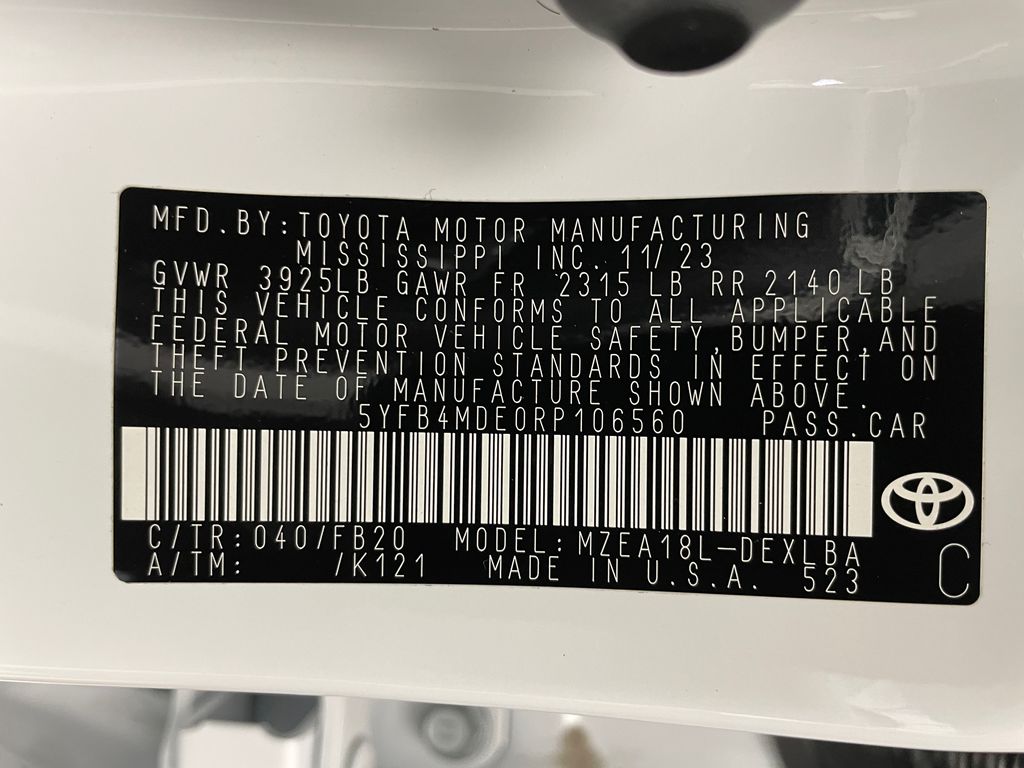 MFD.BY:TOYOTA MOTOR MANUFACTURING
MISSISSIPPI INC. 11/23
GVWR 3925LB GAWR FR 2315 LB RR 2140 LB
THIS VEHICLE CONFORMS TO ALL APPLICABLE
FEDERAL MOTOR VEHICLE SAFETY,BUMPER,AND
THEFT PREVENTION STANDARDS IN EFFECT ON
THE DATE OF MANUFACTURE SHOWN ABOVE.
5YFB4MDE0RP106560 PASS.CAR
C/TR:040/FB20 MODEL:MZEA18L-DEXLBA
A/TM: /K121 MADE IN U.S.A. 523
C